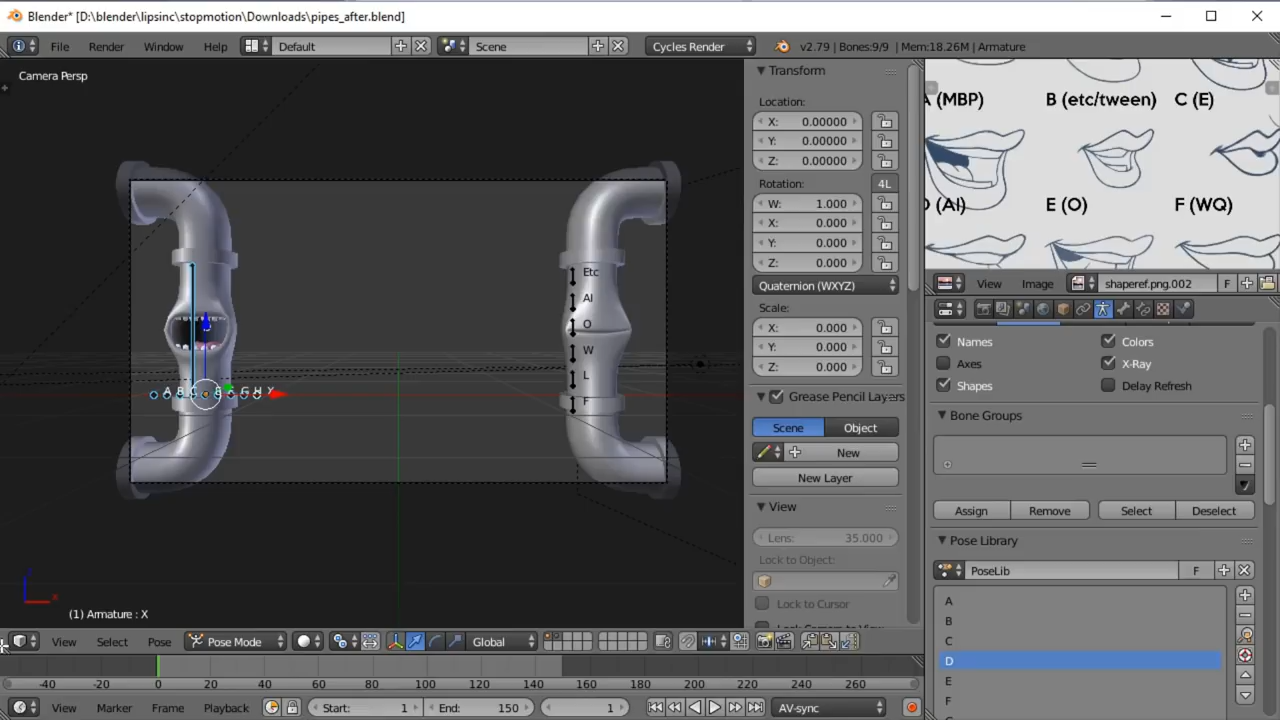 Blender* [D:\blender\lipsinc\stopmotion\Downloads\pipes_after.blend]
File Render Window Help Default Scene Cycles Render v2.79 | Bones:9/9 | Mem:18.26M | Armature
Camera Persp
Etc
AI
O
W
L
F
A B C E F G H X
(1) Armature : X
View Select Pose Pose Mode Global
-40 -20 0 20 40 60 80 100 120 140 160 180 200 220 240 260
View Marker Frame Playback Start: 1 End: 150 1 AV-sync
Transform
Location:
X: 0.00000
Y: 0.00000
Z: 0.00000
Rotation: 4L
W: 1.000
X: 0.000
Y: 0.000
Z: 0.000
Quaternion (WXYZ)
Scale:
X: 0.000
Y: 0.000
Z: 0.000
Grease Pencil Layers
Scene Object
New
New Layer
View
Lens: 35.000
Lock to Object:
Lock to Cursor
Lock Camera to View
A (MBP) B (etc/tween) C (E)
D (AI) E (O) F (WQ)
View Image shaperef.png.002 F
Names Colors
Axes X-Ray
Shapes Delay Refresh
Bone Groups
Assign Remove Select Deselect
Pose Library
PoseLib F
A
B
C
D
E
F